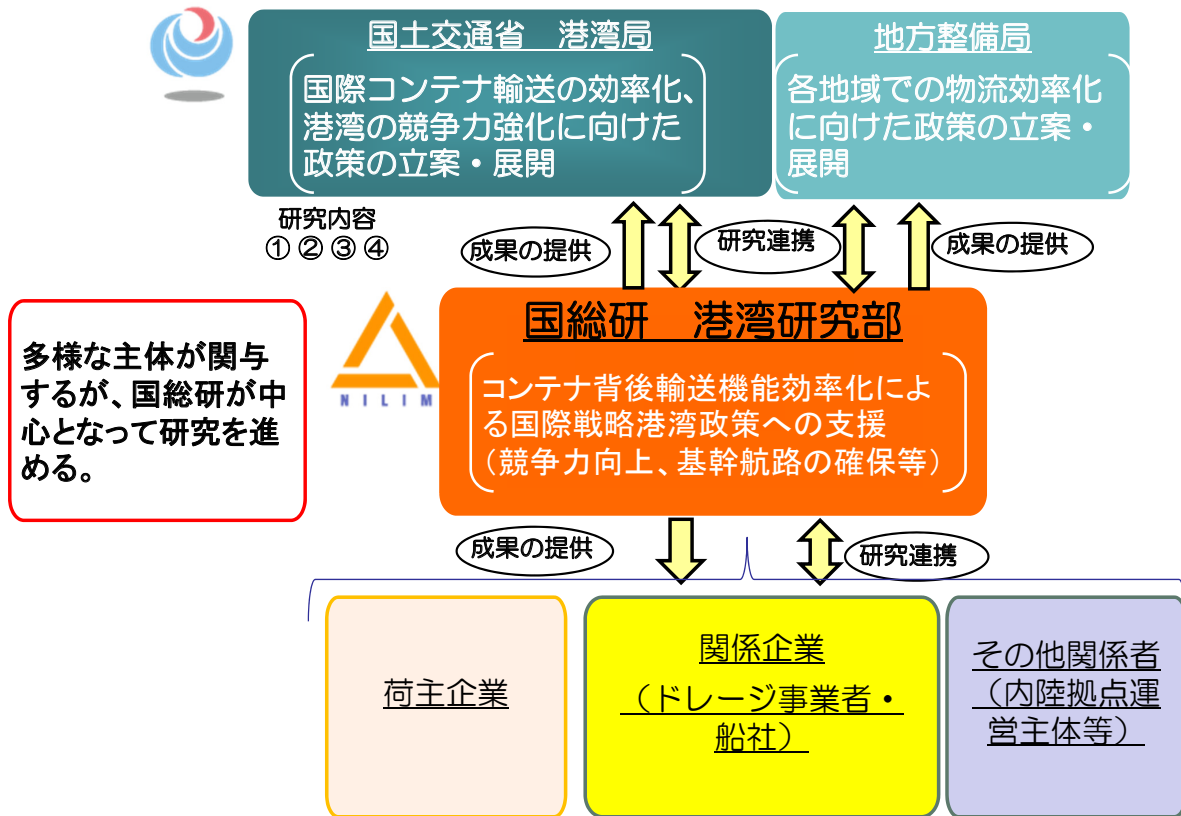 国土交通省　港湾局
国際コンテナ輸送の効率化、
港湾の競争力強化に向けた
政策の立案・展開
地方整備局
各地域での物流効率化
に向けた政策の立案・
展開
研究内容
①②③④
成果の提供
研究連携
成果の提供
多様な主体が関与
するが、国総研が中
心となって研究を進
める。
NILIM
国総研　港湾研究部
コンテナ背後輸送機能効率化によ
る国際戦略港湾政策への支援
（競争力向上、基幹航路の確保等）
成果の提供
研究連携
荷主企業
関係企業
（ドレージ事業者・
船社）
その他関係者
（内陸拠点運
営主体等）